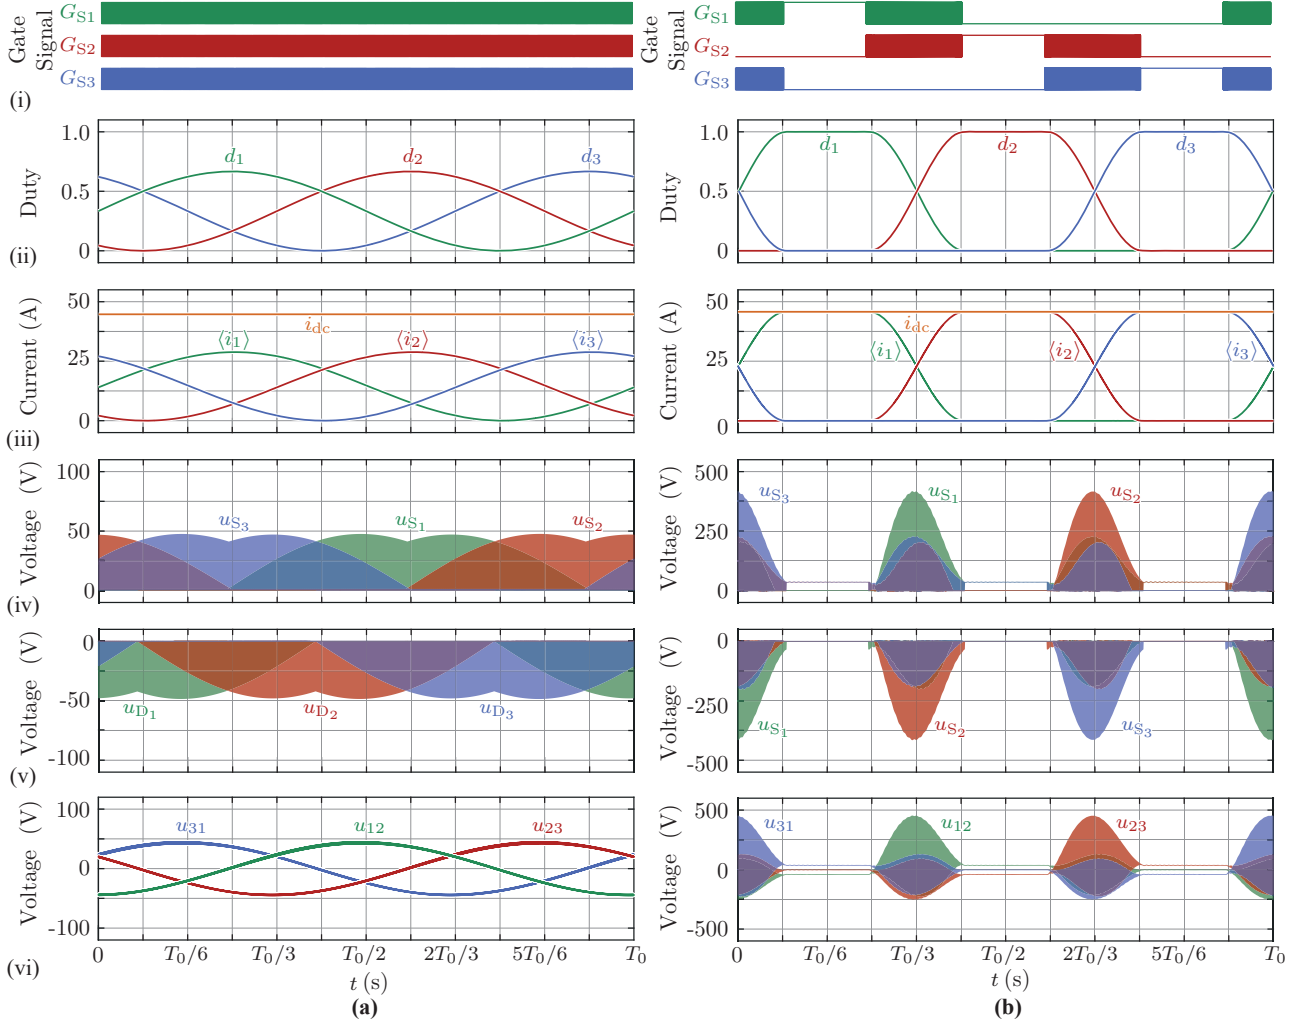 Gate Signal
G_S1
G_S2
G_S3
(i)
Gate Signal
G_S1
G_S2
G_S3
Duty
1.0
0.5
0
d_1
d_2
d_3
(ii)
Duty
1.0
0.5
0
d_1
d_2
d_3
Current (A)
50
25
0
i_dc
⟨i_1⟩
⟨i_2⟩
⟨i_3⟩
(iii)
Current (A)
50
25
0
i_dc
⟨i_1⟩
⟨i_2⟩
⟨i_3⟩
Voltage (V)
100
50
0
u_S3
u_S1
u_S2
(iv)
Voltage (V)
500
250
0
u_S3
u_S1
u_S2
Voltage (V)
0
-50
-100
u_D1
u_D2
u_D3
(v)
Voltage (V)
0
-250
-500
u_S1
u_S2
u_S3
Voltage (V)
100
0
-100
u_31
u_12
u_23
(vi)
0
T_0/6
T_0/3
T_0/2
2T_0/3
5T_0/6
T_0
t (s)
(a)
Voltage (V)
500
0
-500
u_31
u_12
u_23
0
T_0/6
T_0/3
T_0/2
2T_0/3
5T_0/6
T_0
t (s)
(b)